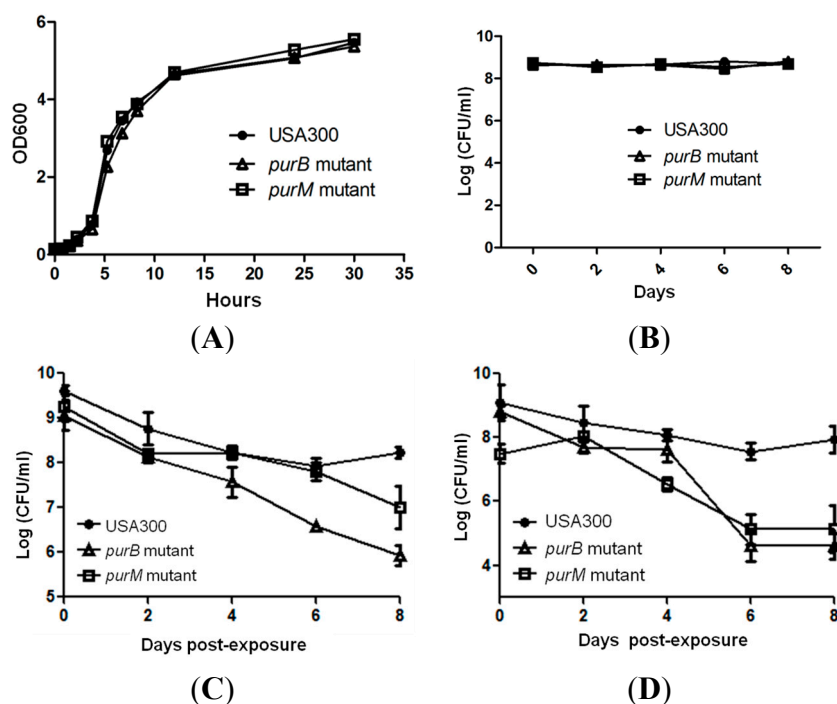 6
4
2
0
OD600
USA300
purB mutant
purM mutant
0 5 10 15 20 25 30 35
Hours
(A)
10
8
6
4
2
0
Log (CFU/ml)
USA300
purB mutant
purM mutant
0 2 4 6 8
Days
(B)
10
9
8
7
6
5
Log (CFU/ml)
USA300
purB mutant
purM mutant
0 2 4 6 8
Days post-exposure
(C)
10
8
6
4
Log (CFU/ml)
USA300
purB mutant
purM mutant
0 2 4 6 8
Days post-exposure
(D)